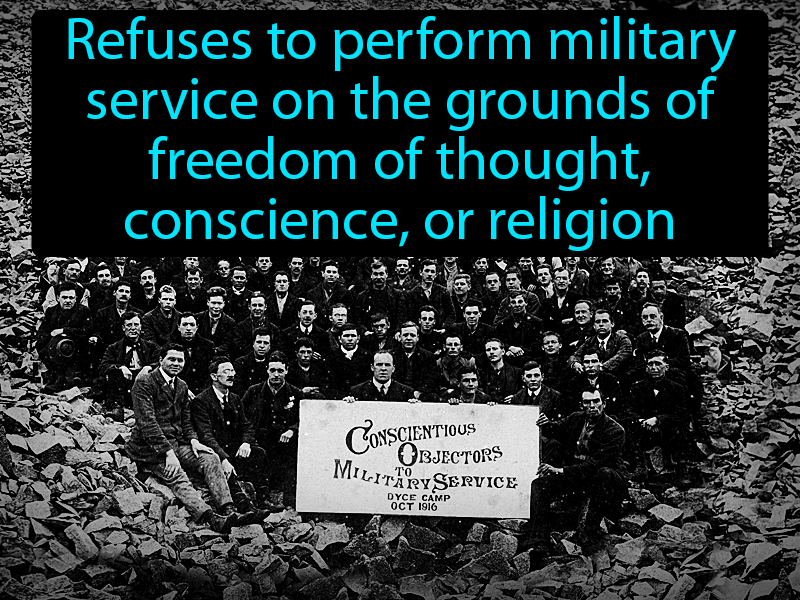 Refuses to perform military
service on the grounds of
freedom of thought,
conscience, or religion
CONSCIENTIOUS
OBJECTORS
TO
MILITARY SERVICE
DYCE CAMP
OCT 1916